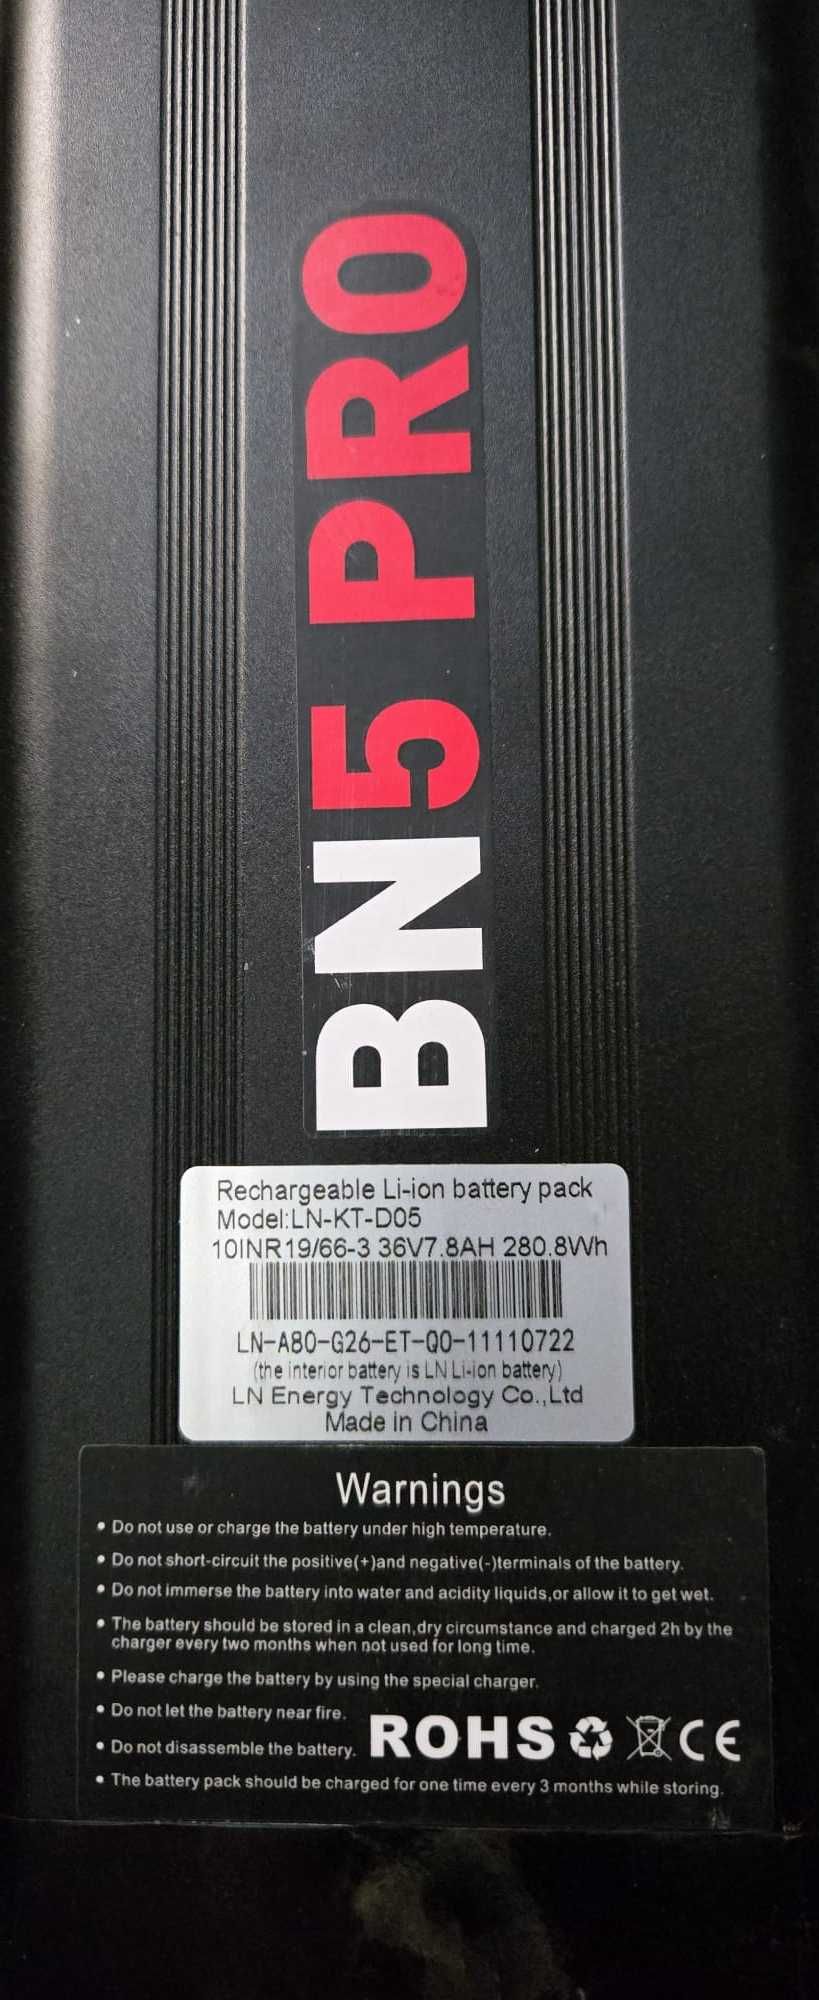 BN5 PRO
Rechargeable Li-ion battery pack
Model:LN-KT-D05
10INR19/66-3 36V7.8AH 280.8Wh
LN-A80-G26-ET-Q0-11110722
(the interior battery is LN Li-ion battery)
LN Energy Technology Co.,Ltd
Made in China
Warnings
• Do not use or charge the battery under high temperature.
• Do not short-circuit the positive(+)and negative(-)terminals of the battery.
• Do not immerse the battery into water and acidity liquids,or allow it to get wet.
• The battery should be stored in a clean,dry circumstance and charged 2h by the
charger every two months when not used for long time.
• Please charge the battery by using the special charger.
• Do not let the battery near fire.
• Do not disassemble the battery.
ROHS CE
• The battery pack should be charged for one time every 3 months while storing.